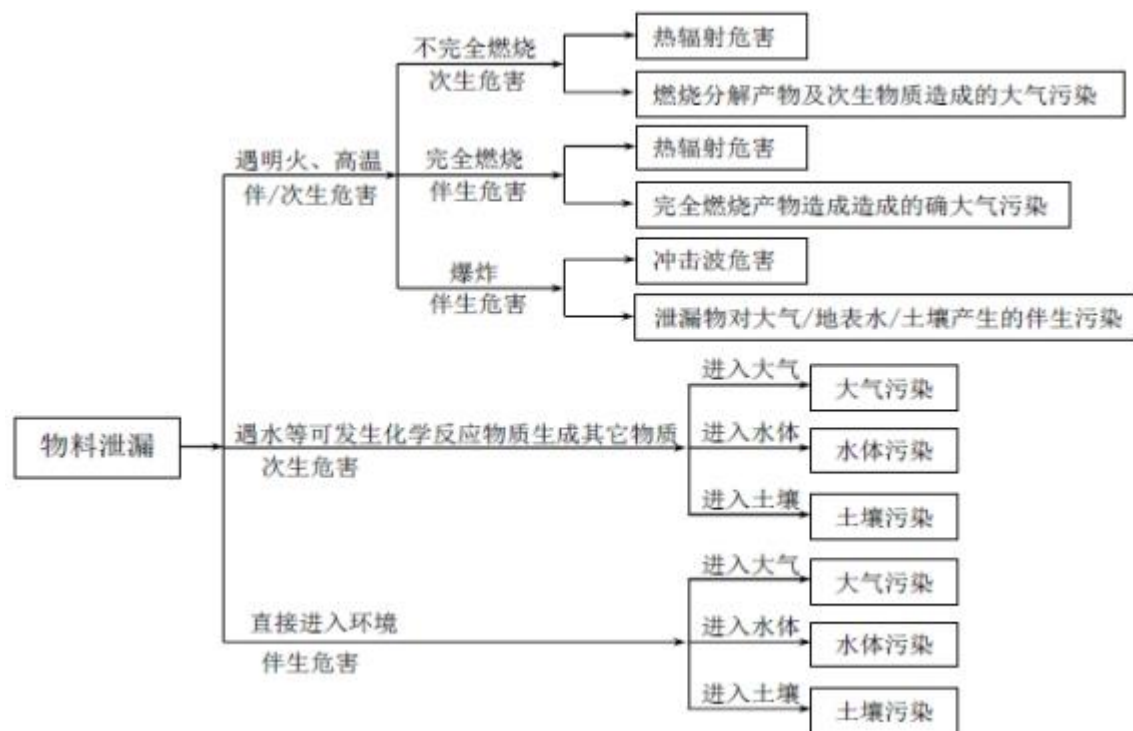 不完全燃烧
次生危害
热辐射危害
燃烧分解产物及次生物质造成的大气污染
遇明火、高温
伴/次生危害
完全燃烧
伴生危害
热辐射危害
完全燃烧产物造成造成的确大气污染
爆炸
伴生危害
冲击波危害
泄漏物对大气/地表水/土壤产生的伴生污染
物料泄漏
遇水等可发生化学反应物质生成其它物质
次生危害
进入大气
大气污染
进入水体
水体污染
进入土壤
土壤污染
直接进入环境
伴生危害
进入大气
大气污染
进入水体
水体污染
进入土壤
土壤污染